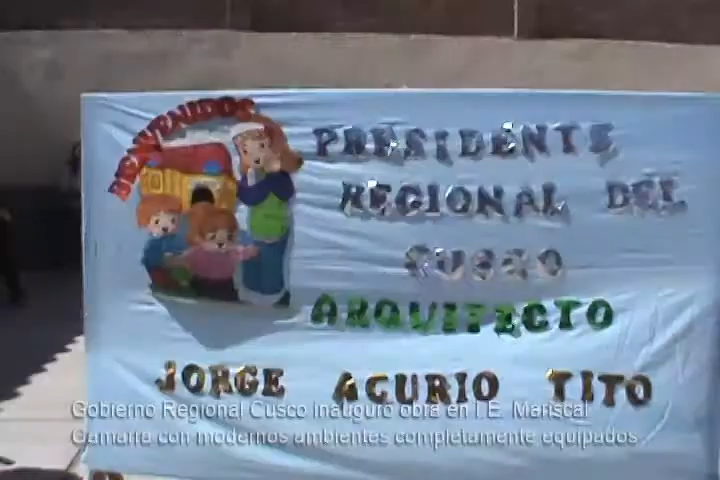 BIENVENIDOS
PRESIDENTE
REGIONAL DEL
CUSCO
ARQUITECTO
JORGE ACURIO TITO
Gobierno Regional Cusco inauguró obra en I.E. Mariscal
Gamarra con modernos ambientes completamente equipados